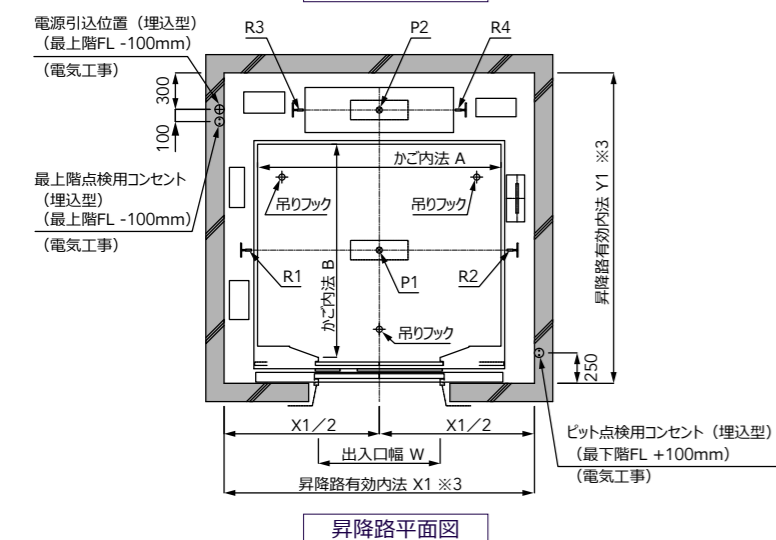 電源引込位置（埋込型）
（最上階FL -100mm）
（電気工事）
R3
P2
R4
300
100
最上階点検用コンセント
（埋込型）
（最上階FL -100mm）
（電気工事）
かご内法 A
吊りフック
吊りフック
昇降路有効内法 Y1 ※3
かご内法 B
R1
P1
R2
吊りフック
250
X1／2
X1／2
出入口幅 W
昇降路有効内法 X1 ※3
ピット点検用コンセント（埋込型）
（最下階FL +100mm）
（電気工事）
昇降路平面図